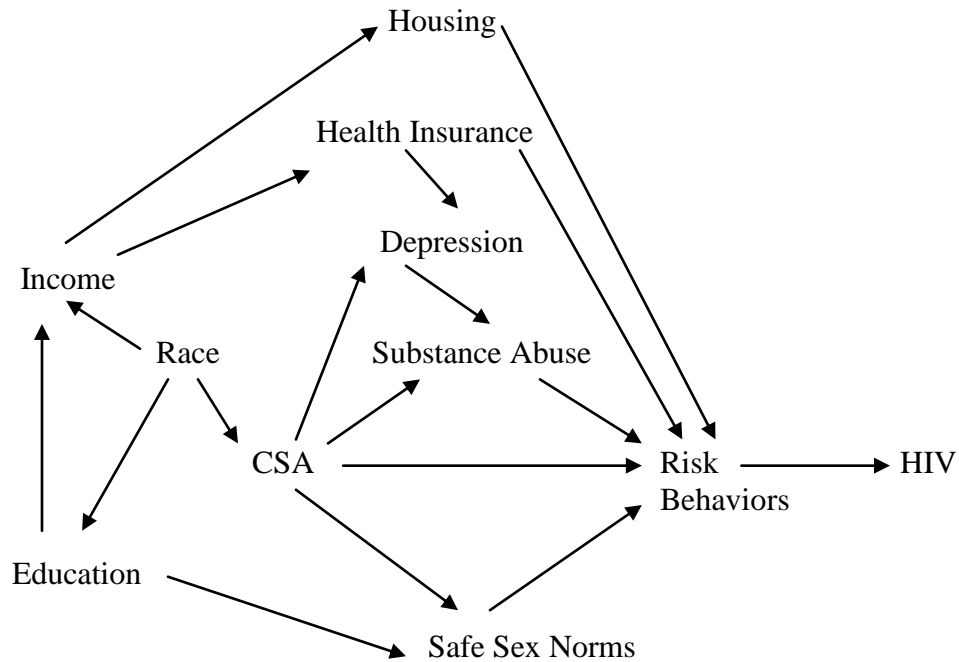 Housing
Health Insurance
Depression
Income
Race
Substance Abuse
CSA
Risk
Behaviors
HIV
Education
Safe Sex Norms